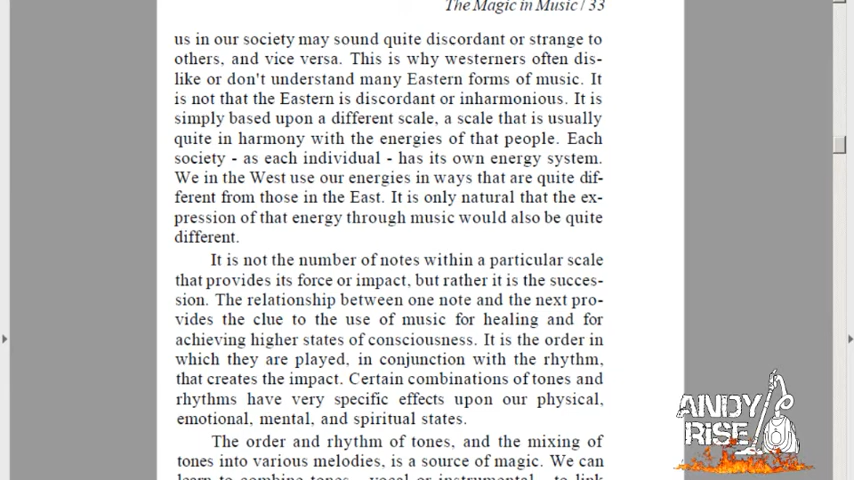 The Magic in Music / 33
us in our society may sound quite discordant or strange to
others, and vice versa. This is why westerners often dis-
like or don't understand many Eastern forms of music. It
is not that the Eastern is discordant or inharmonious. It is
simply based upon a different scale, a scale that is usually
quite in harmony with the energies of that people. Each
society - as each individual - has its own energy system.
We in the West use our energies in ways that are quite dif-
ferent from those in the East. It is only natural that the ex-
pression of that energy through music would also be quite
different.
It is not the number of notes within a particular scale
that provides its force or impact, but rather it is the succes-
sion. The relationship between one note and the next pro-
vides the clue to the use of music for healing and for
achieving higher states of consciousness. It is the order in
which they are played, in conjunction with the rhythm,
that creates the impact. Certain combinations of tones and
rhythms have very specific effects upon our physical,
emotional, mental, and spiritual states.
The order and rhythm of tones, and the mixing of
tones into various melodies, is a source of magic. We can
learn to combine tones - vocal or instrumental - to link
ANDY
RISE